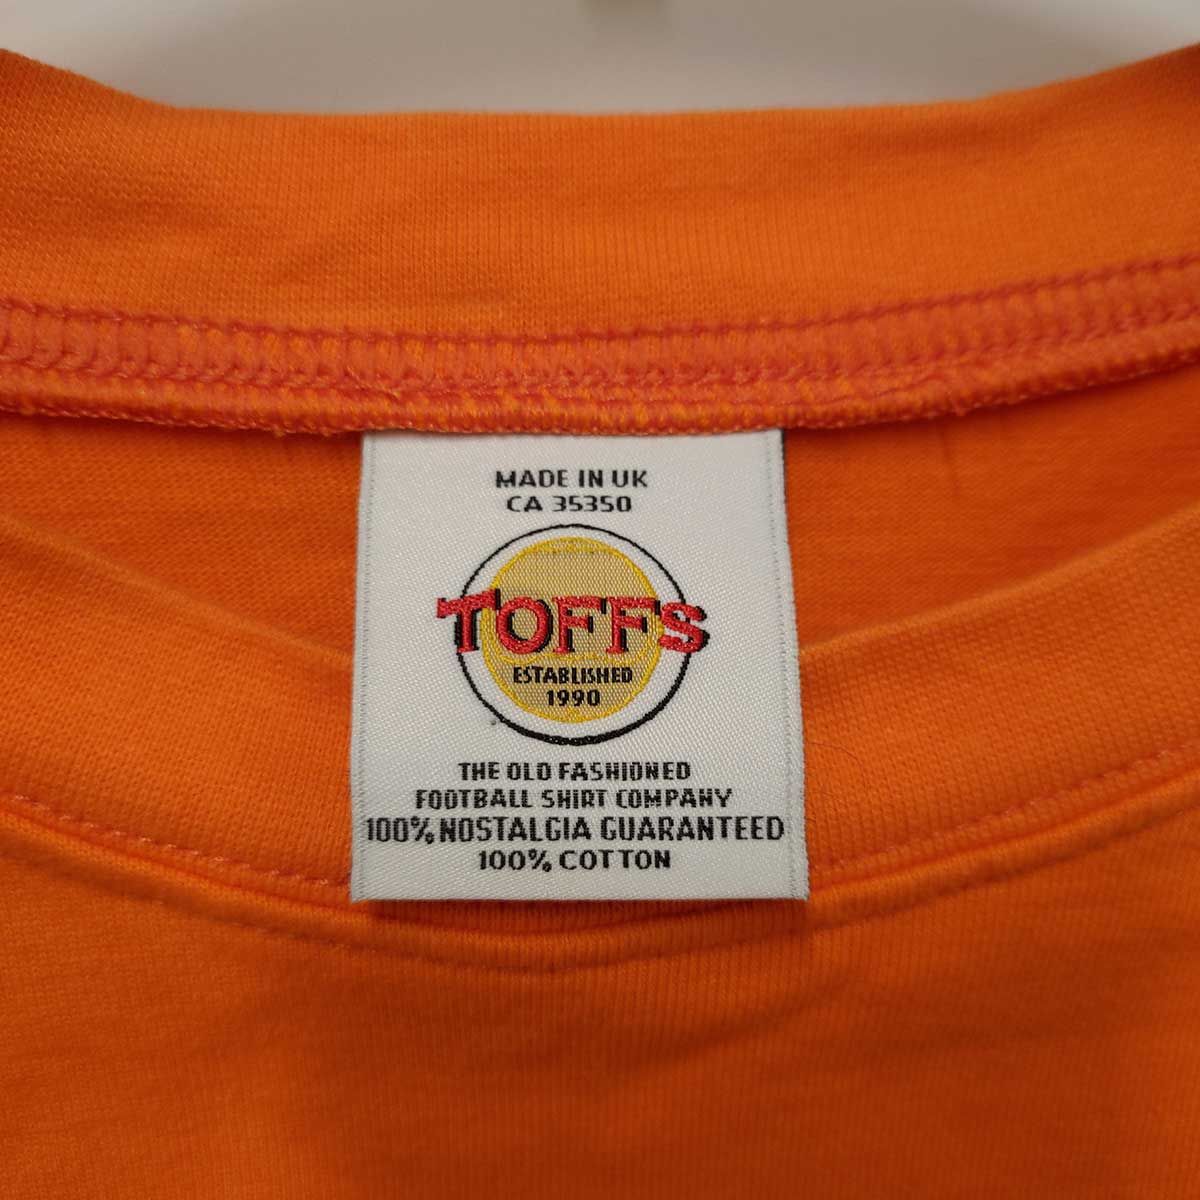 MADE IN UK
CA 35350
TOFFS
ESTABLISHED
1990
THE OLD FASHIONED
FOOTBALL SHIRT COMPANY
100% NOSTALGIA GUARANTEED
100% COTTON